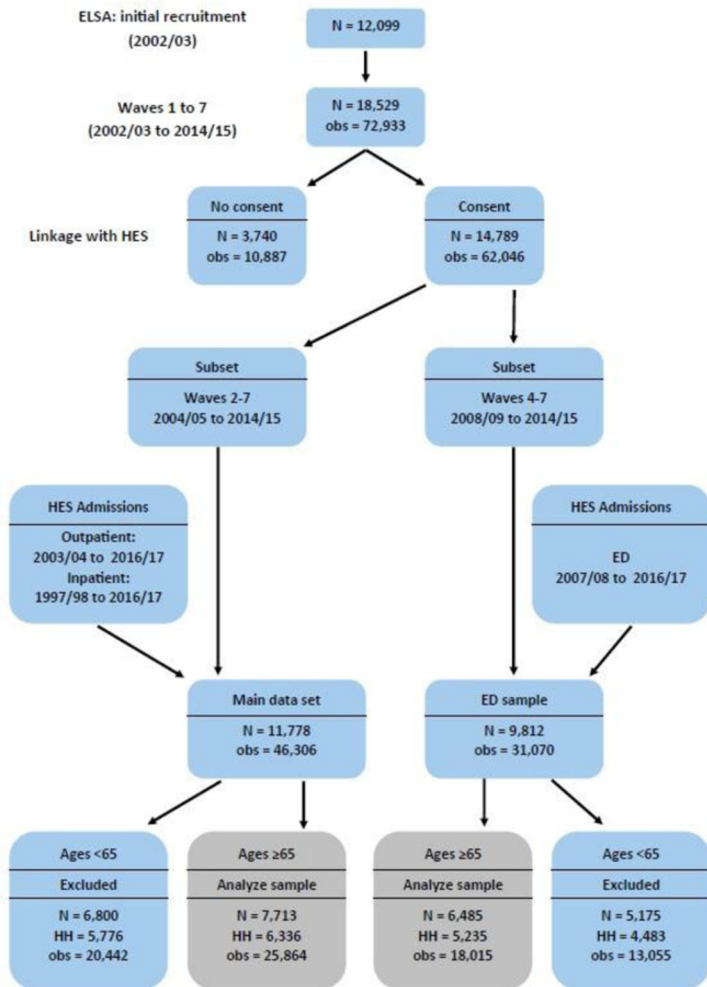 ELSA: initial recruitment
(2002/03)
N = 12,099
Waves 1 to 7
(2002/03 to 2014/15)
N = 18,529
obs = 72,933
Linkage with HES
No consent
N = 3,740
obs = 10,887
Consent
N = 14,789
obs = 62,046
Subset
Waves 2-7
2004/05 to 2014/15
Subset
Waves 4-7
2008/09 to 2014/15
HES Admissions
Outpatient:
2003/04 to 2016/17
Inpatient:
1997/98 to 2016/17
HES Admissions
ED
2007/08 to 2016/17
Main data set
N = 11,778
obs = 46,306
ED sample
N = 9,812
obs = 31,070
Ages <65
Excluded
N = 6,800
HH = 5,776
obs = 20,442
Ages ≥65
Analyze sample
N = 7,713
HH = 6,336
obs = 25,864
Ages ≥65
Analyze sample
N = 6,485
HH = 5,235
obs = 18,015
Ages <65
Excluded
N = 5,175
HH = 4,483
obs = 13,055